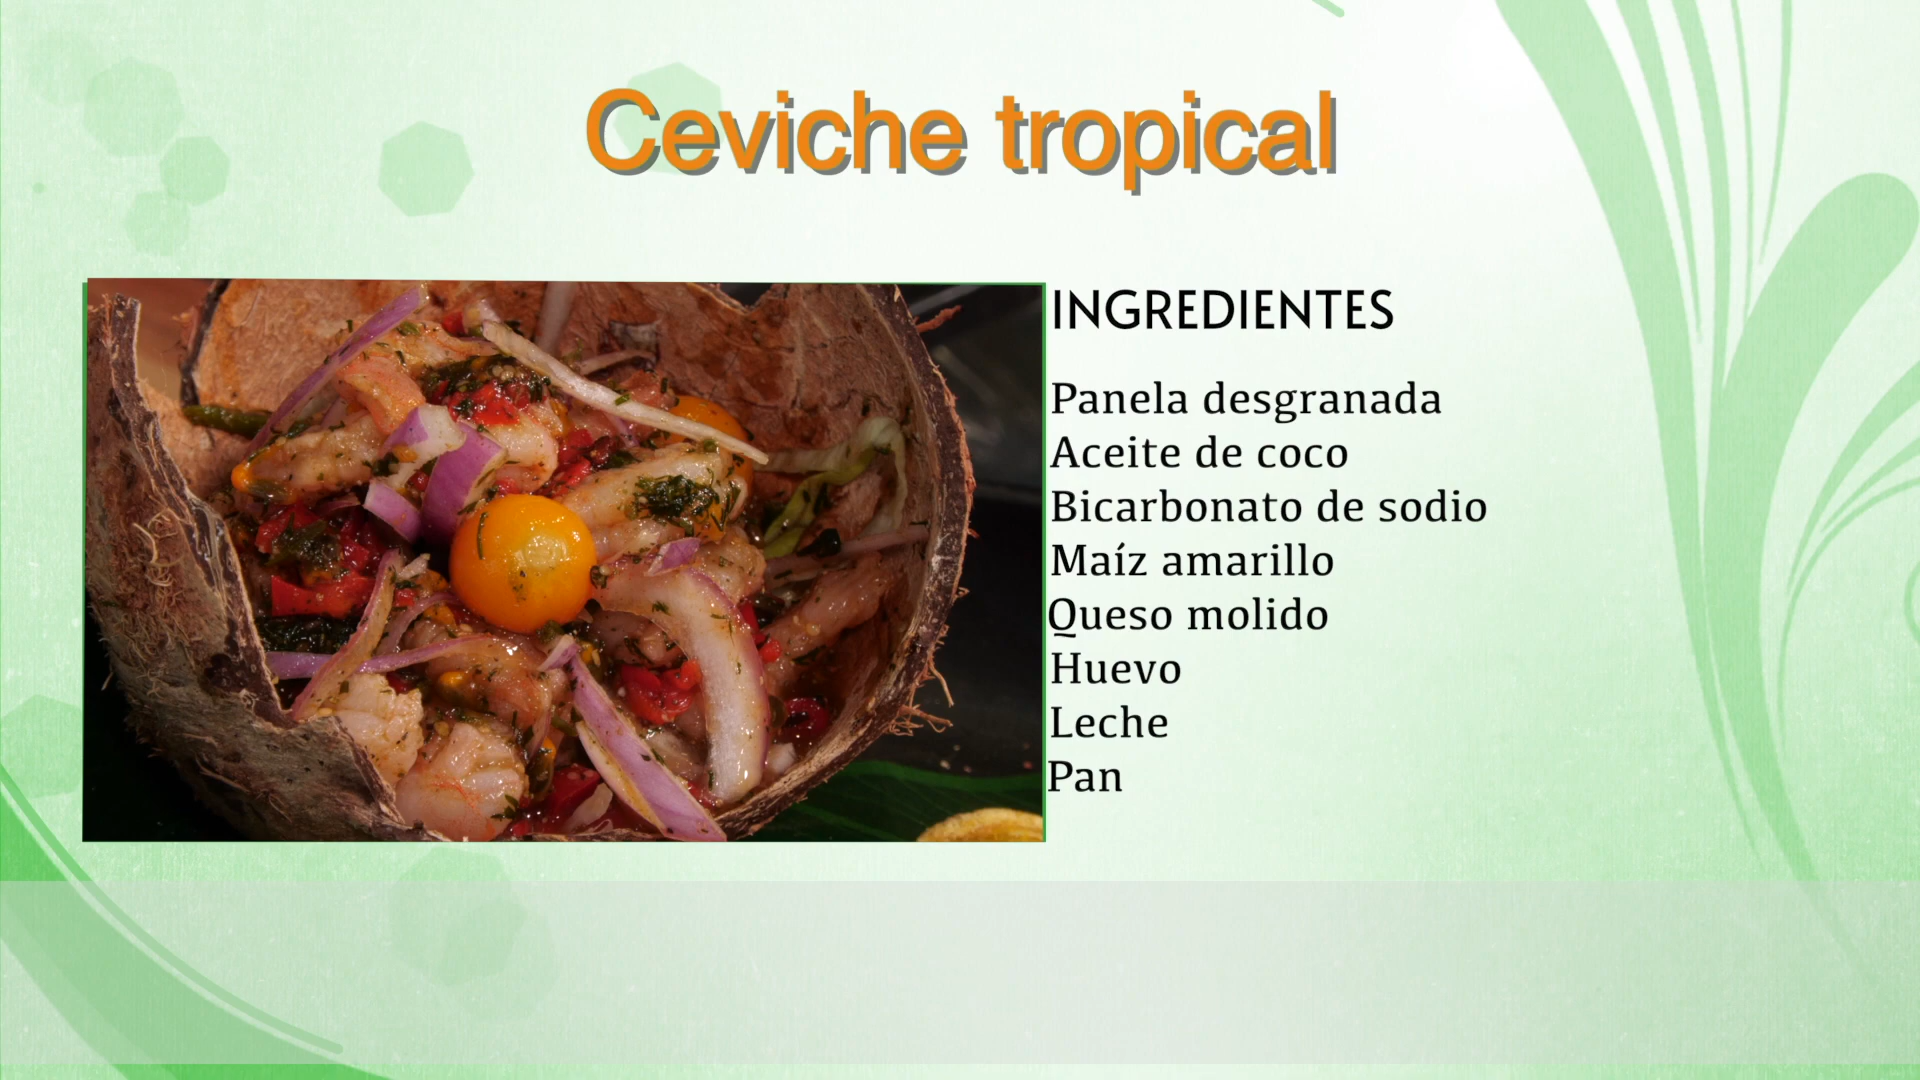 Ceviche tropical
INGREDIENTES
Panela desgranada
Aceite de coco
Bicarbonato de sodio
Maíz amarillo
Queso molido
Huevo
Leche
Pan